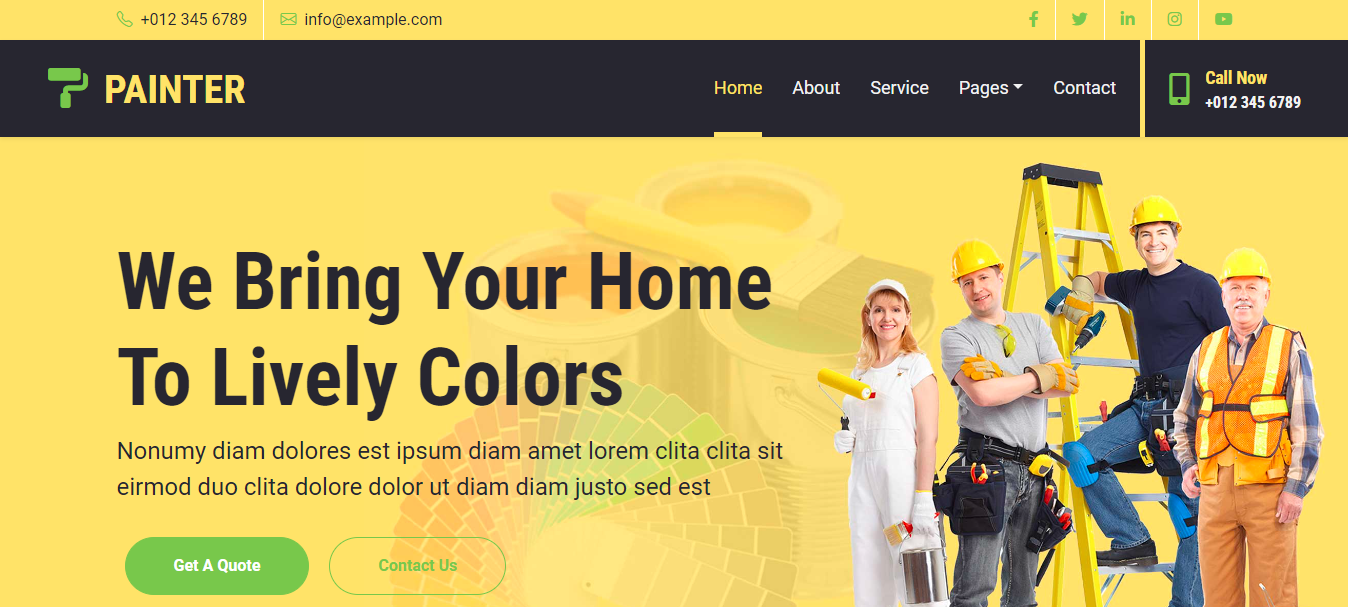 +012 345 6789 info@example.com
PAINTER
Home About Service Pages Contact
Call Now
+012 345 6789
We Bring Your Home
To Lively Colors
Nonumy diam dolores est ipsum diam amet lorem clita clita sit
eirmod duo clita dolore dolor ut diam diam justo sed est
Get A Quote Contact Us